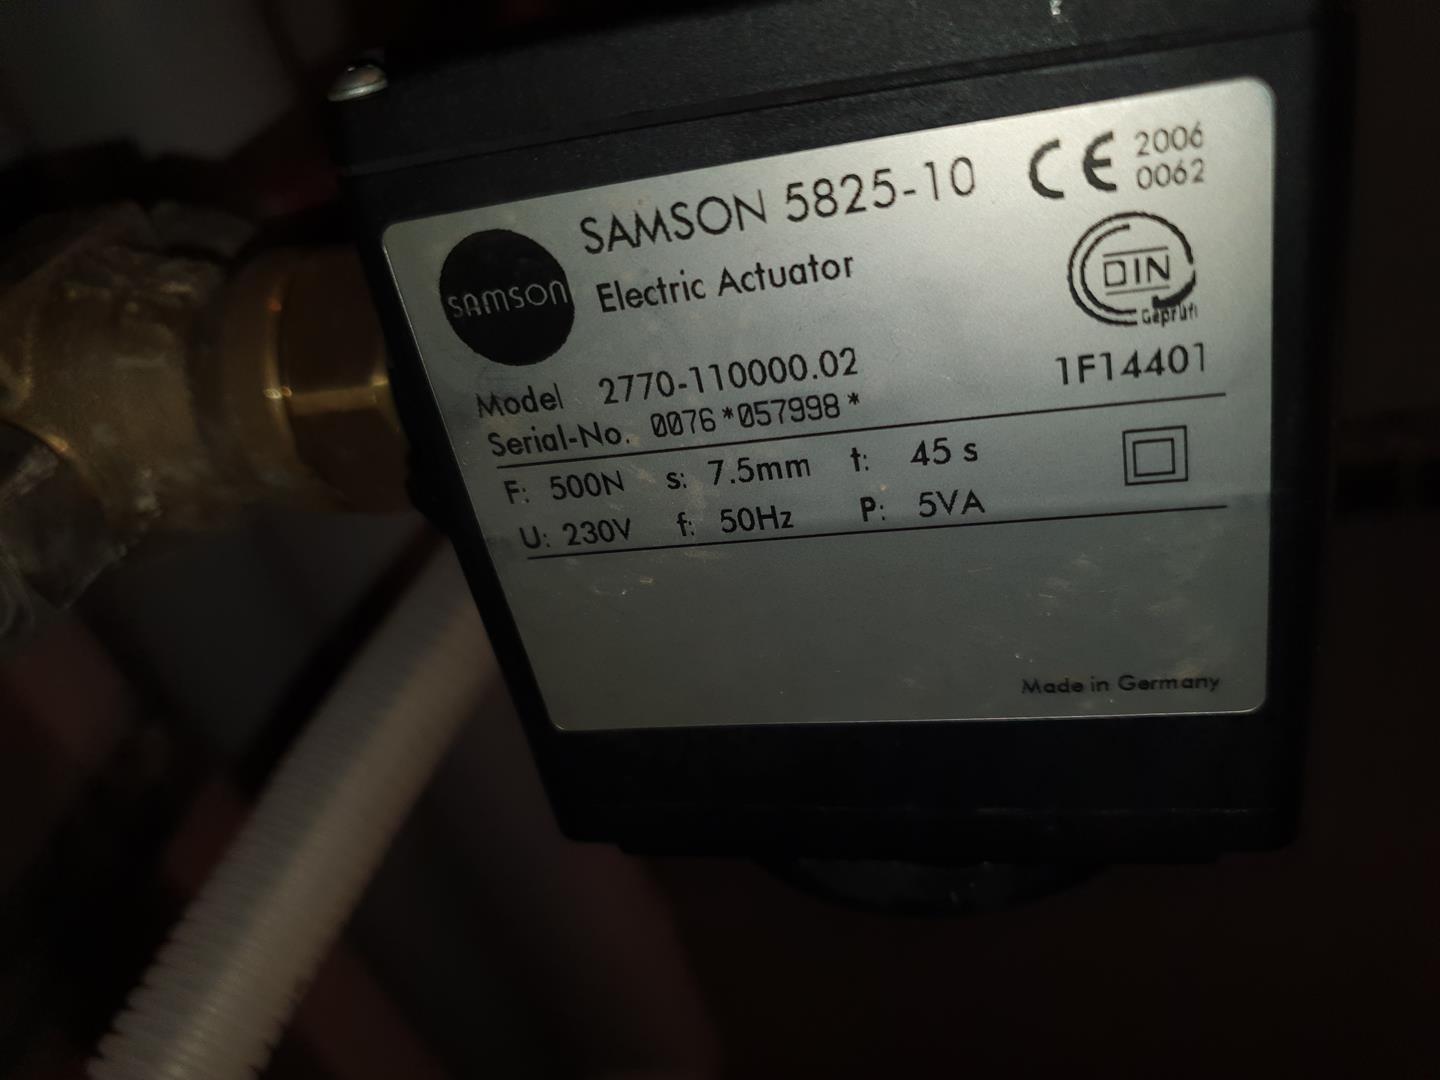 SAMSON 5825-10
CE 2006
0062
SAMSON
Electric Actuator
DIN
Geprüft
Model 2770-110000.02
1F14401
Serial-No. 0076*057998*
F: 500N s: 7.5mm t: 45 s
U: 230V f: 50Hz P: 5VA
Made in Germany